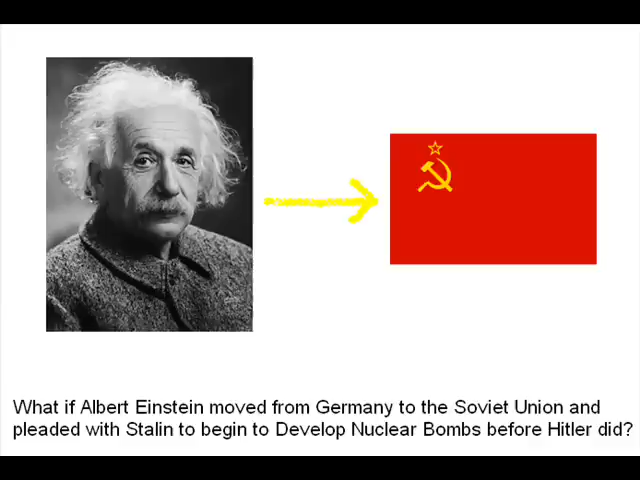 What if Albert Einstein moved from Germany to the Soviet Union and
pleaded with Stalin to begin to Develop Nuclear Bombs before Hitler did?